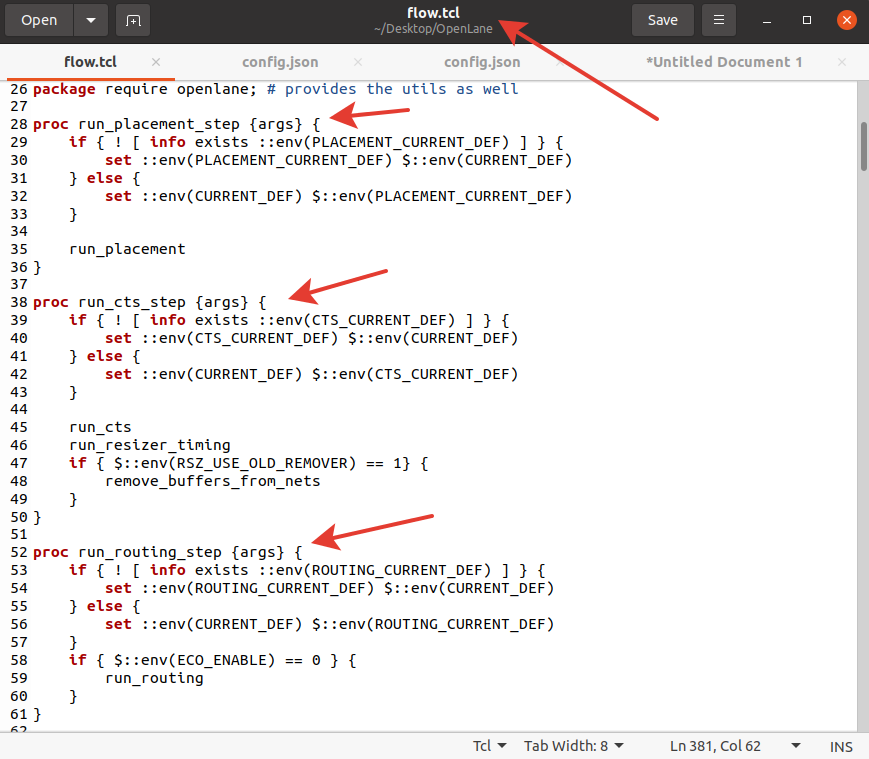 Open
flow.tcl
~/Desktop/OpenLane
Save
flow.tcl
config.json
config.json
*Untitled Document 1
26 package require openlane; # provides the utils as well
27
28 proc run_placement_step {args} {
29     if { ! [ info exists ::env(PLACEMENT_CURRENT_DEF) ] } {
30         set ::env(PLACEMENT_CURRENT_DEF) $::env(CURRENT_DEF)
31     } else {
32         set ::env(CURRENT_DEF) $::env(PLACEMENT_CURRENT_DEF)
33     }
34
35     run_placement
36 }
37
38 proc run_cts_step {args} {
39     if { ! [ info exists ::env(CTS_CURRENT_DEF) ] } {
40         set ::env(CTS_CURRENT_DEF) $::env(CURRENT_DEF)
41     } else {
42         set ::env(CURRENT_DEF) $::env(CTS_CURRENT_DEF)
43     }
44
45     run_cts
46     run_resizer_timing
47     if { $::env(RSZ_USE_OLD_REMOVER) == 1} {
48         remove_buffers_from_nets
49     }
50 }
51
52 proc run_routing_step {args} {
53     if { ! [ info exists ::env(ROUTING_CURRENT_DEF) ] } {
54         set ::env(ROUTING_CURRENT_DEF) $::env(CURRENT_DEF)
55     } else {
56         set ::env(CURRENT_DEF) $::env(ROUTING_CURRENT_DEF)
57     }
58     if { $::env(ECO_ENABLE) == 0 } {
59         run_routing
60     }
61 }
62
Tcl
Tab Width: 8
Ln 381, Col 62
INS